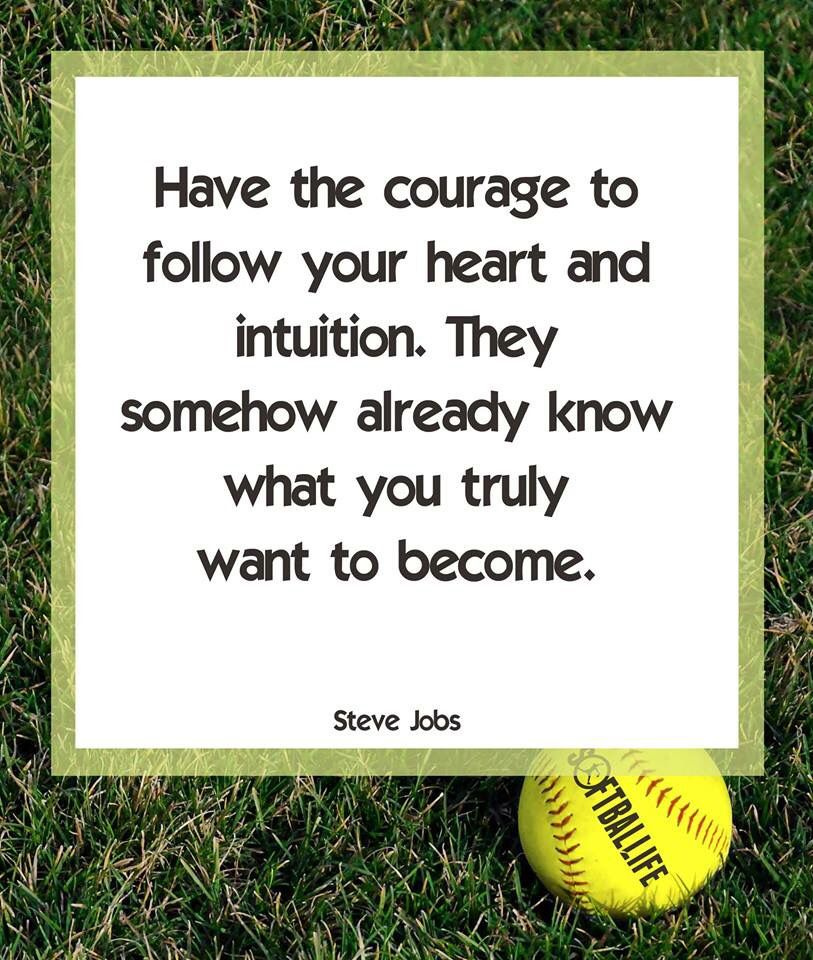 Have the courage to
follow your heart and
intuition. They
somehow already know
what you truly
want to become.
Steve Jobs
SOFTBALLIFE